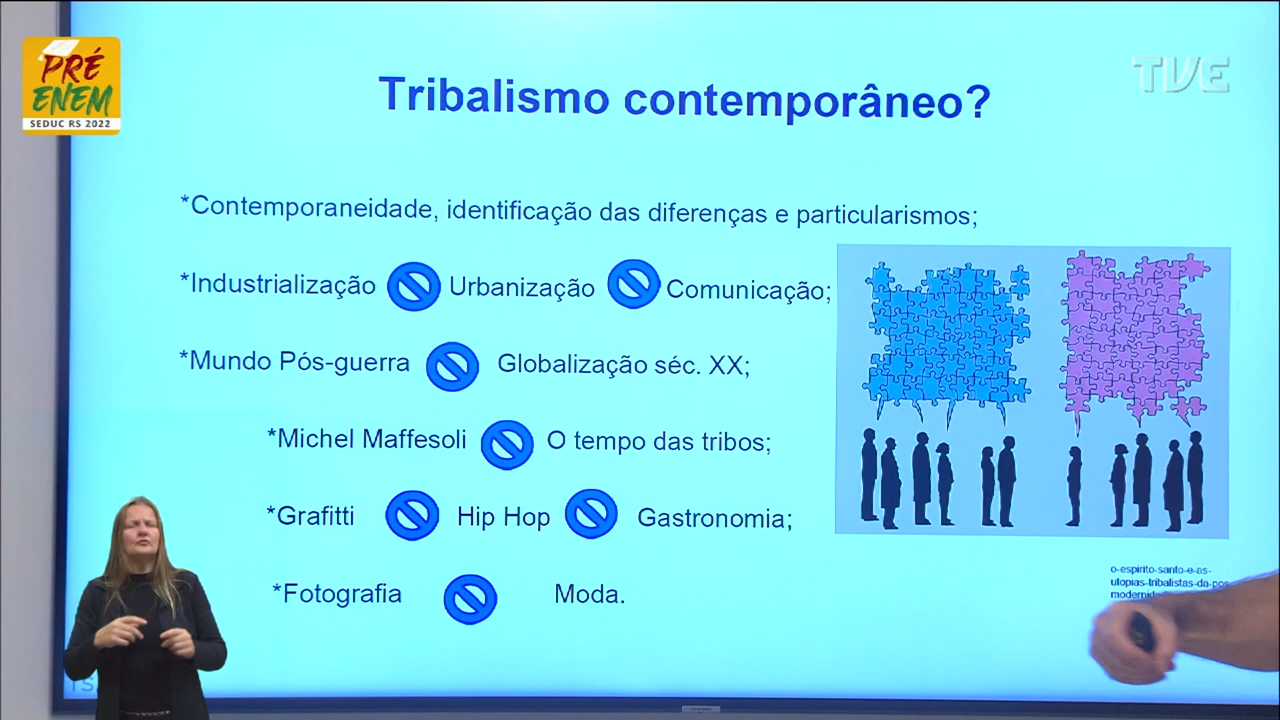 PRÉ
ENEM
SEDUC RS 2022
TVE
Tribalismo contemporâneo?
*Contemporaneidade, identificação das diferenças e particularismos;
*Industrialização Urbanização Comunicação;
*Mundo Pós-guerra Globalização séc. XX;
*Michel Maffesoli O tempo das tribos;
*Grafitti Hip Hop Gastronomia;
*Fotografia Moda.
o-espirito-santo-e-as-
utopias-tribalistas-da-pos-